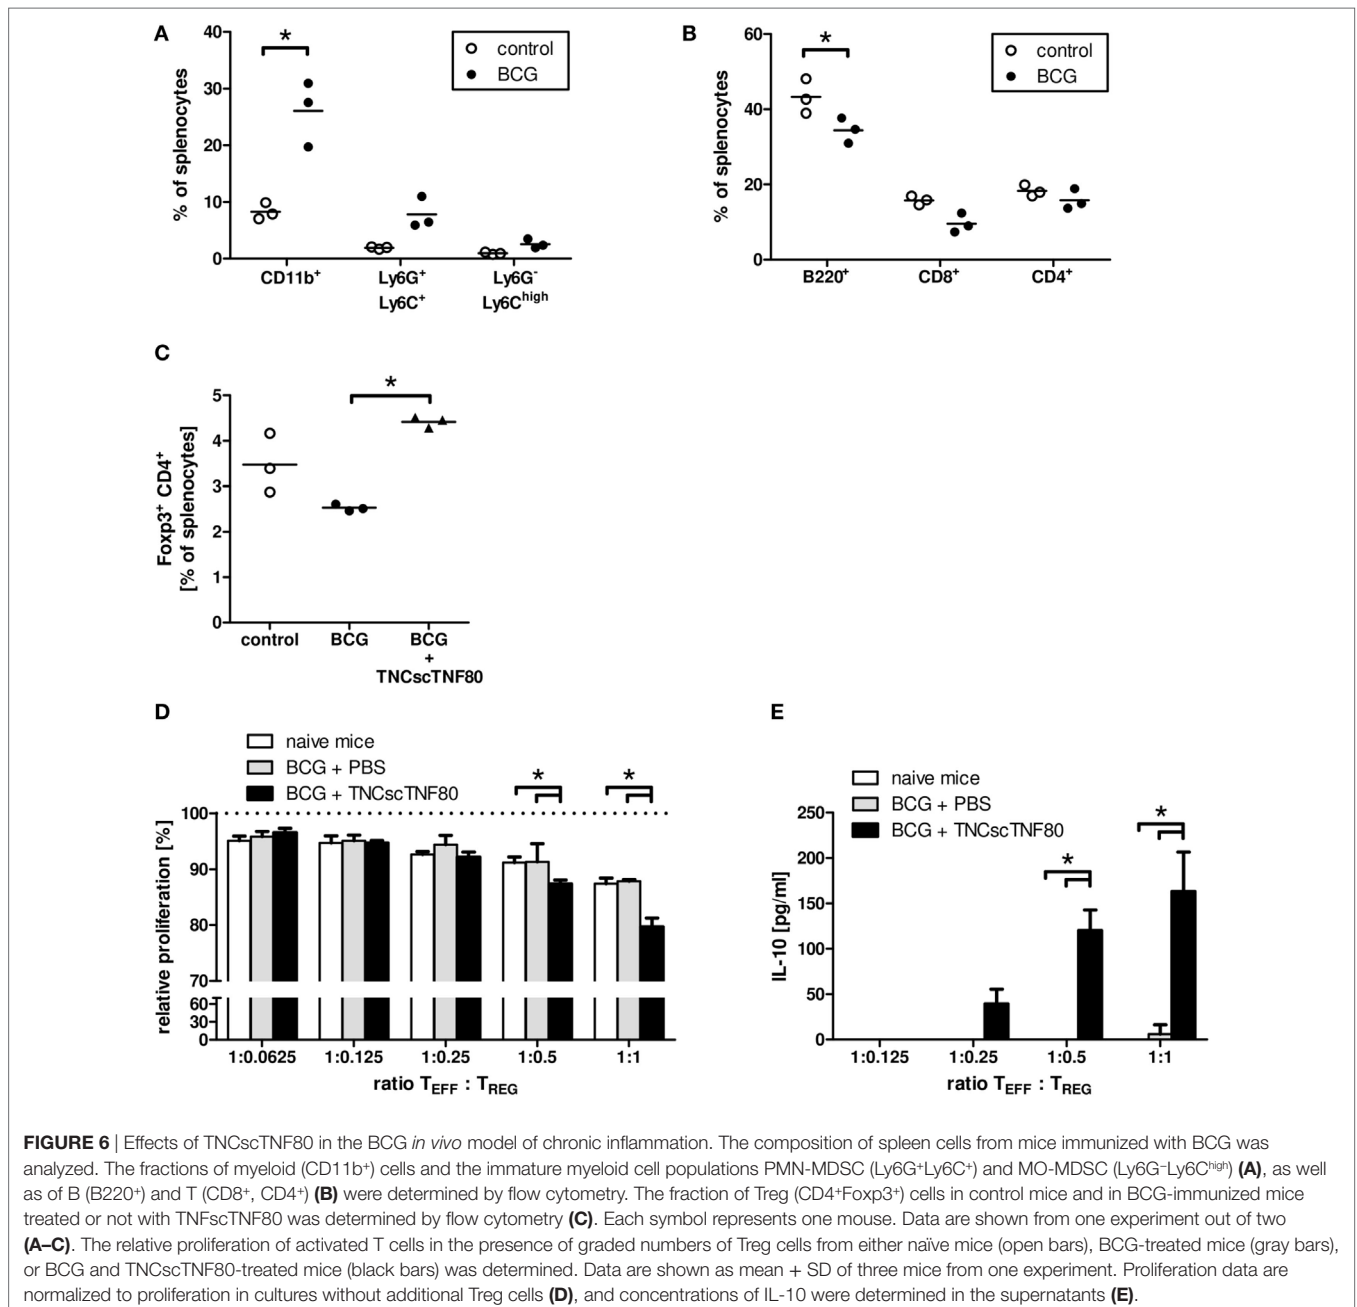 A
40
30
20
10
0
% of splenocytes
*
control
BCG
CD11b⁺
Ly6G⁺
Ly6C⁺
Ly6G⁻
Ly6Cʰⁱᵍʰ
B
60
40
20
0
% of splenocytes
*
control
BCG
B220⁺
CD8⁺
CD4⁺
C
5
4
3
2
1
0
Foxp3⁺ CD4⁺
[% of splenocytes]
*
control
BCG
BCG
+
TNCscTNF80
D
naive mice
BCG + PBS
BCG + TNCscTNF80
* *
100
90
80
70
60
30
0
relative proliferation [%]
1:0.0625 1:0.125 1:0.25 1:0.5 1:1
ratio T_EFF : T_REG
E
naive mice
BCG + PBS
BCG + TNCscTNF80
* *
250
200
150
100
50
0
IL-10 [pg/ml]
1:0.125 1:0.25 1:0.5 1:1
ratio T_EFF : T_REG
FIGURE 6 | Effects of TNCscTNF80 in the BCG in vivo model of chronic inflammation. The composition of spleen cells from mice immunized with BCG was
analyzed. The fractions of myeloid (CD11b⁺) cells and the immature myeloid cell populations PMN-MDSC (Ly6G⁺Ly6C⁺) and MO-MDSC (Ly6G⁻Ly6Cʰⁱᵍʰ) (A), as well
as of B (B220⁺) and T (CD8⁺, CD4⁺) (B) were determined by flow cytometry. The fraction of Treg (CD4⁺Foxp3⁺) cells in control mice and in BCG-immunized mice
treated or not with TNFscTNF80 was determined by flow cytometry (C). Each symbol represents one mouse. Data are shown from one experiment out of two
(A–C). The relative proliferation of activated T cells in the presence of graded numbers of Treg cells from either naïve mice (open bars), BCG-treated mice (gray bars),
or BCG and TNCscTNF80-treated mice (black bars) was determined. Data are shown as mean + SD of three mice from one experiment. Proliferation data are
normalized to proliferation in cultures without additional Treg cells (D), and concentrations of IL-10 were determined in the supernatants (E).